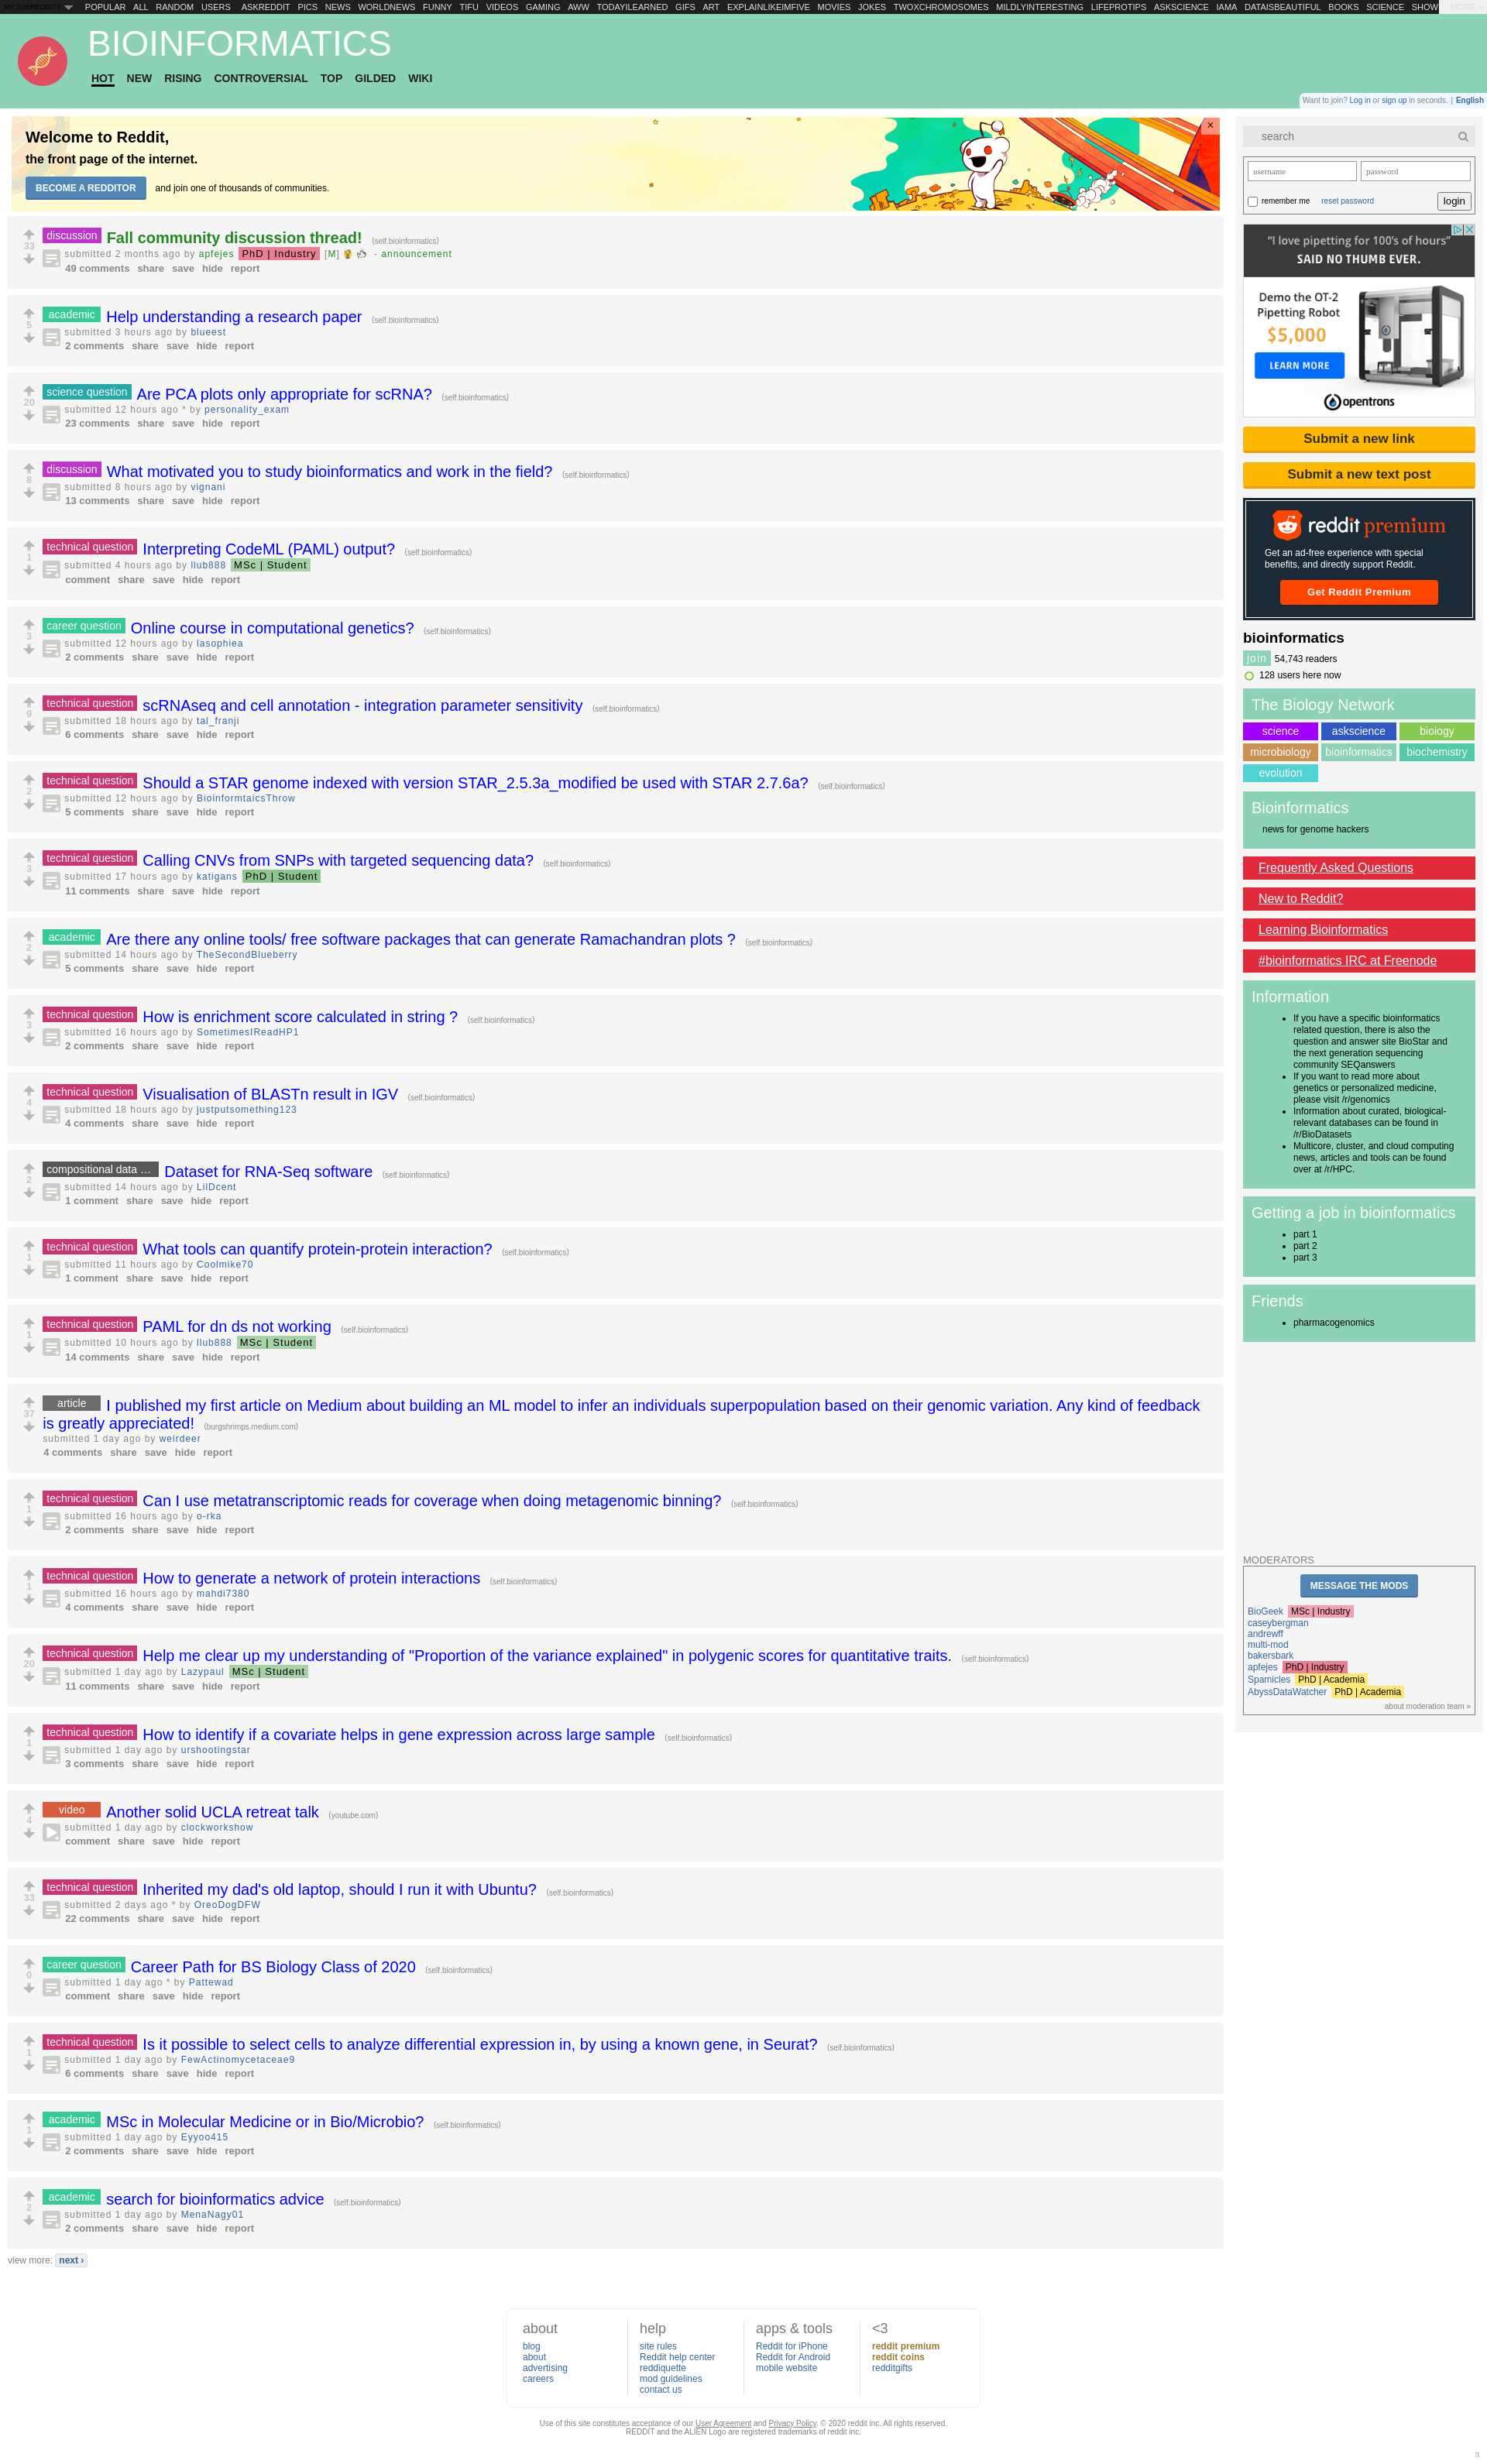 MY SUBREDDITS POPULAR ALL RANDOM USERS ASKREDDIT PICS NEWS WORLDNEWS FUNNY TIFU VIDEOS GAMING AWW TODAYILEARNED GIFS ART EXPLAINLIKEIMFIVE MOVIES JOKES TWOXCHROMOSOMES MILDLYINTERESTING LIFEPROTIPS ASKSCIENCE IAMA DATAISBEAUTIFUL BOOKS SCIENCE SHOW MORE »
BIOINFORMATICS
HOT NEW RISING CONTROVERSIAL TOP GILDED WIKI
Want to join? Log in or sign up in seconds. | English
Welcome to Reddit,
the front page of the internet.
BECOME A REDDITOR and join one of thousands of communities.
×
33
discussion Fall community discussion thread! (self.bioinformatics)
submitted 2 months ago by apfejes PhD | Industry [M] - announcement
49 comments share save hide report
5
academic Help understanding a research paper (self.bioinformatics)
submitted 3 hours ago by blueest
2 comments share save hide report
20
science question Are PCA plots only appropriate for scRNA? (self.bioinformatics)
submitted 12 hours ago * by personality_exam
23 comments share save hide report
8
discussion What motivated you to study bioinformatics and work in the field? (self.bioinformatics)
submitted 8 hours ago by vignani
13 comments share save hide report
1
technical question Interpreting CodeML (PAML) output? (self.bioinformatics)
submitted 4 hours ago by llub888 MSc | Student
comment share save hide report
3
career question Online course in computational genetics? (self.bioinformatics)
submitted 12 hours ago by lasophiea
2 comments share save hide report
9
technical question scRNAseq and cell annotation - integration parameter sensitivity (self.bioinformatics)
submitted 18 hours ago by tal_franji
6 comments share save hide report
2
technical question Should a STAR genome indexed with version STAR_2.5.3a_modified be used with STAR 2.7.6a? (self.bioinformatics)
submitted 12 hours ago by BioinformtaicsThrow
5 comments share save hide report
3
technical question Calling CNVs from SNPs with targeted sequencing data? (self.bioinformatics)
submitted 17 hours ago by katigans PhD | Student
11 comments share save hide report
2
academic Are there any online tools/ free software packages that can generate Ramachandran plots ? (self.bioinformatics)
submitted 14 hours ago by TheSecondBlueberry
5 comments share save hide report
3
technical question How is enrichment score calculated in string ? (self.bioinformatics)
submitted 16 hours ago by SometimesIReadHP1
2 comments share save hide report
4
technical question Visualisation of BLASTn result in IGV (self.bioinformatics)
submitted 18 hours ago by justputsomething123
4 comments share save hide report
2
compositional data … Dataset for RNA-Seq software (self.bioinformatics)
submitted 14 hours ago by LilDcent
1 comment share save hide report
1
technical question What tools can quantify protein-protein interaction? (self.bioinformatics)
submitted 11 hours ago by Coolmike70
1 comment share save hide report
1
technical question PAML for dn ds not working (self.bioinformatics)
submitted 10 hours ago by llub888 MSc | Student
14 comments share save hide report
37
article I published my first article on Medium about building an ML model to infer an individuals superpopulation based on their genomic variation. Any kind of feedback
is greatly appreciated! (burgshrimps.medium.com)
submitted 1 day ago by weirdeer
4 comments share save hide report
1
technical question Can I use metatranscriptomic reads for coverage when doing metagenomic binning? (self.bioinformatics)
submitted 16 hours ago by o-rka
2 comments share save hide report
1
technical question How to generate a network of protein interactions (self.bioinformatics)
submitted 16 hours ago by mahdi7380
4 comments share save hide report
20
technical question Help me clear up my understanding of "Proportion of the variance explained" in polygenic scores for quantitative traits. (self.bioinformatics)
submitted 1 day ago by Lazypaul MSc | Student
11 comments share save hide report
1
technical question How to identify if a covariate helps in gene expression across large sample (self.bioinformatics)
submitted 1 day ago by urshootingstar
3 comments share save hide report
4
video Another solid UCLA retreat talk (youtube.com)
submitted 1 day ago by clockworkshow
comment share save hide report
33
technical question Inherited my dad's old laptop, should I run it with Ubuntu? (self.bioinformatics)
submitted 2 days ago * by OreoDogDFW
22 comments share save hide report
0
career question Career Path for BS Biology Class of 2020 (self.bioinformatics)
submitted 1 day ago * by Pattewad
comment share save hide report
1
technical question Is it possible to select cells to analyze differential expression in, by using a known gene, in Seurat? (self.bioinformatics)
submitted 1 day ago by FewActinomycetaceae9
6 comments share save hide report
1
academic MSc in Molecular Medicine or in Bio/Microbio? (self.bioinformatics)
submitted 1 day ago by Eyyoo415
2 comments share save hide report
2
academic search for bioinformatics advice (self.bioinformatics)
submitted 1 day ago by MenaNagy01
2 comments share save hide report
view more: next ›
search
username password
remember me reset password login
"I love pipetting for 100's of hours"
SAID NO THUMB EVER.
Demo the OT-2
Pipetting Robot
$5,000
LEARN MORE
opentrons
Submit a new link
Submit a new text post
reddit premium
Get an ad-free experience with special
benefits, and directly support Reddit.
Get Reddit Premium
bioinformatics
join 54,743 readers
128 users here now
The Biology Network
science askscience biology
microbiology bioinformatics biochemistry
evolution
Bioinformatics
news for genome hackers
Frequently Asked Questions
New to Reddit?
Learning Bioinformatics
#bioinformatics IRC at Freenode
Information
• If you have a specific bioinformatics
related question, there is also the
question and answer site BioStar and
the next generation sequencing
community SEQanswers
• If you want to read more about
genetics or personalized medicine,
please visit /r/genomics
• Information about curated, biological-
relevant databases can be found in
/r/BioDatasets
• Multicore, cluster, and cloud computing
news, articles and tools can be found
over at /r/HPC.
Getting a job in bioinformatics
• part 1
• part 2
• part 3
Friends
• pharmacogenomics
MODERATORS
MESSAGE THE MODS
BioGeek MSc | Industry
caseybergman
andrewff
multi-mod
bakersbark
apfejes PhD | Industry
Spamicles PhD | Academia
AbyssDataWatcher PhD | Academia
about moderation team »
about
blog
about
advertising
careers
help
site rules
Reddit help center
reddiquette
mod guidelines
contact us
apps & tools
Reddit for iPhone
Reddit for Android
mobile website
<3
reddit premium
reddit coins
redditgifts
Use of this site constitutes acceptance of our User Agreement and Privacy Policy. © 2020 reddit inc. All rights reserved.
REDDIT and the ALIEN Logo are registered trademarks of reddit inc.
π